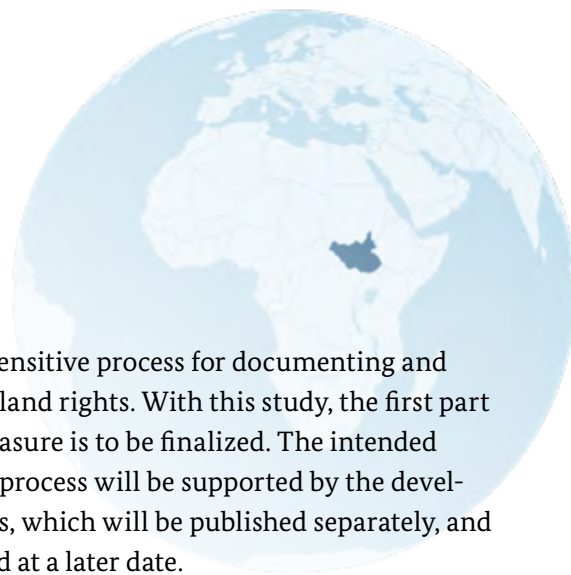 ensitive process for documenting and
land rights. With this study, the first part
asure is to be finalized. The intended
process will be supported by the devel-
s, which will be published separately, and
d at a later date.